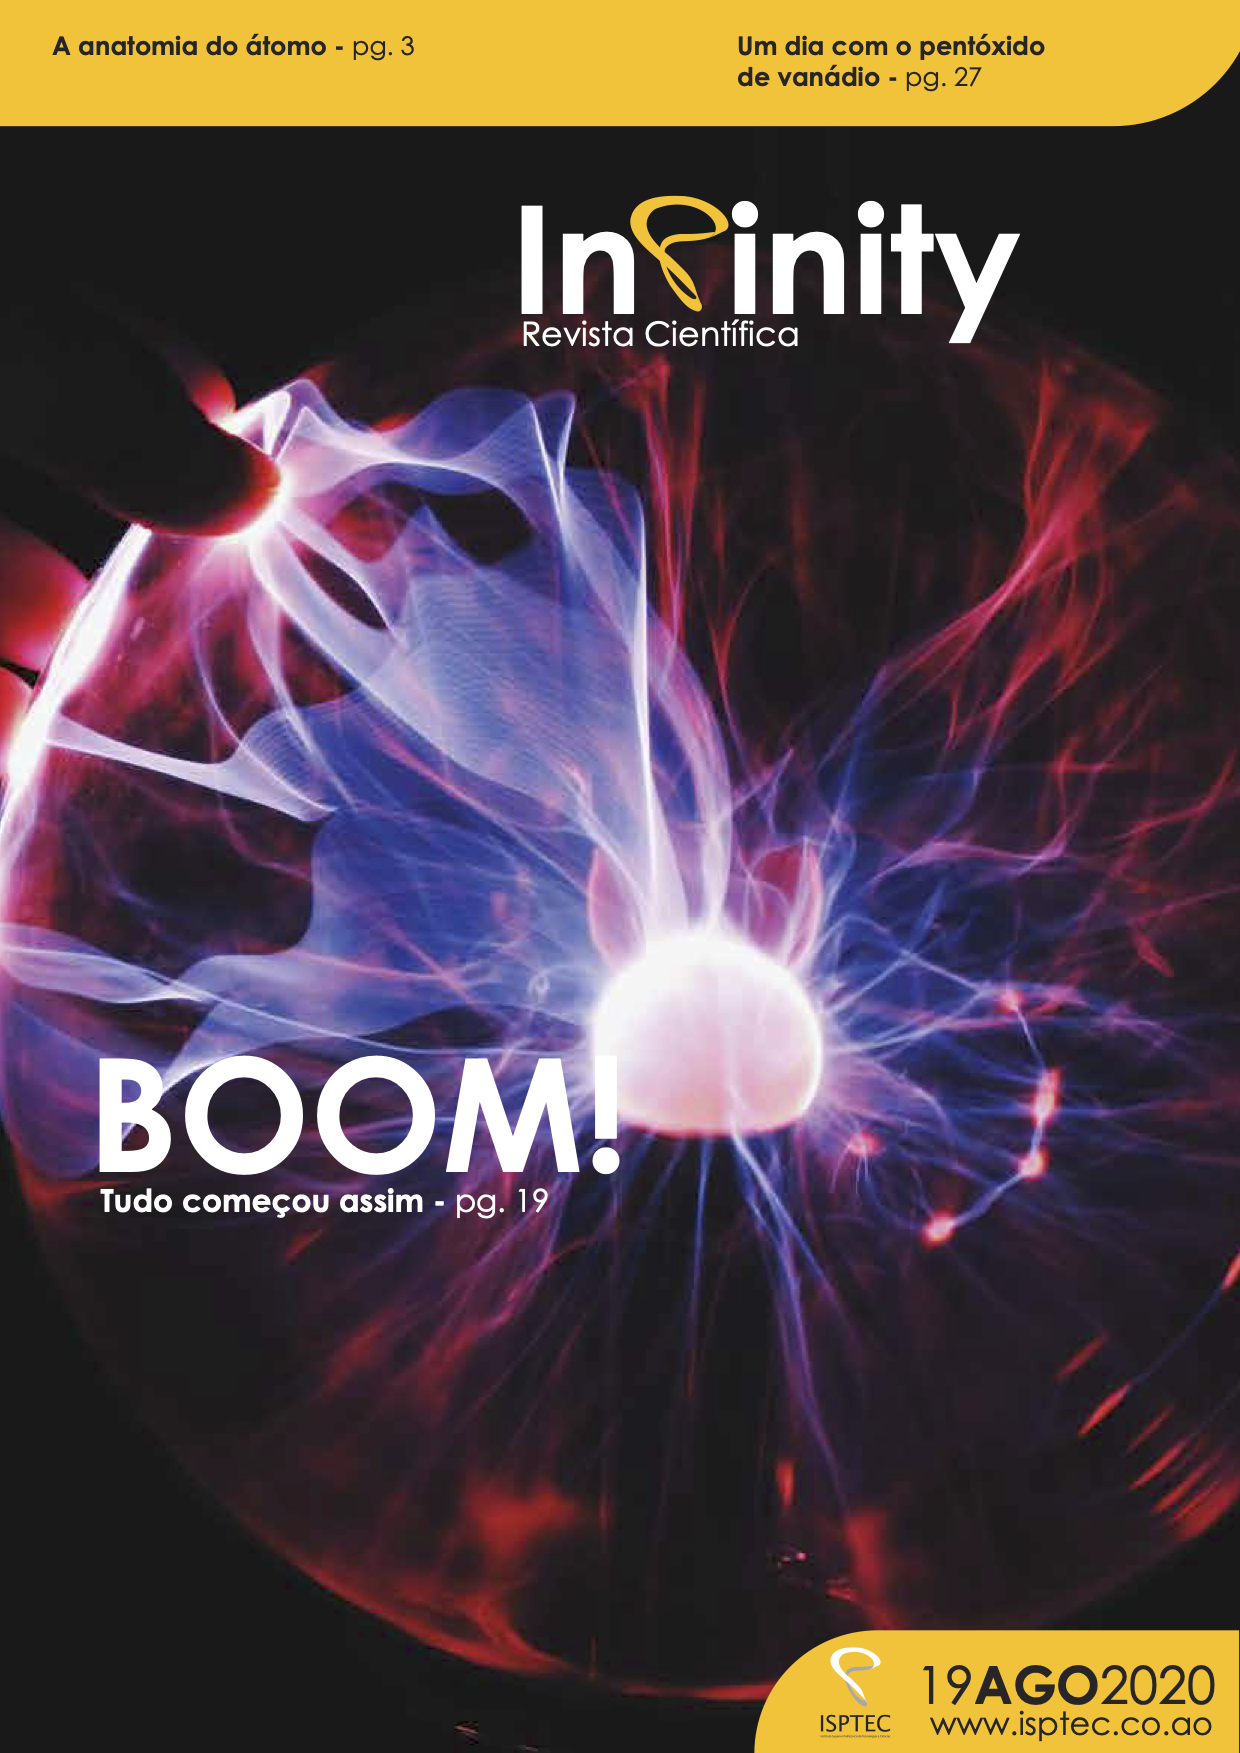 A anatomia do átomo - pg. 3
Um dia com o pentóxido
de vanádio - pg. 27
Infinity
Revista Científica
BOOM!
Tudo começou assim - pg. 19
ISPTEC
19AGO2020
www.isptec.co.ao